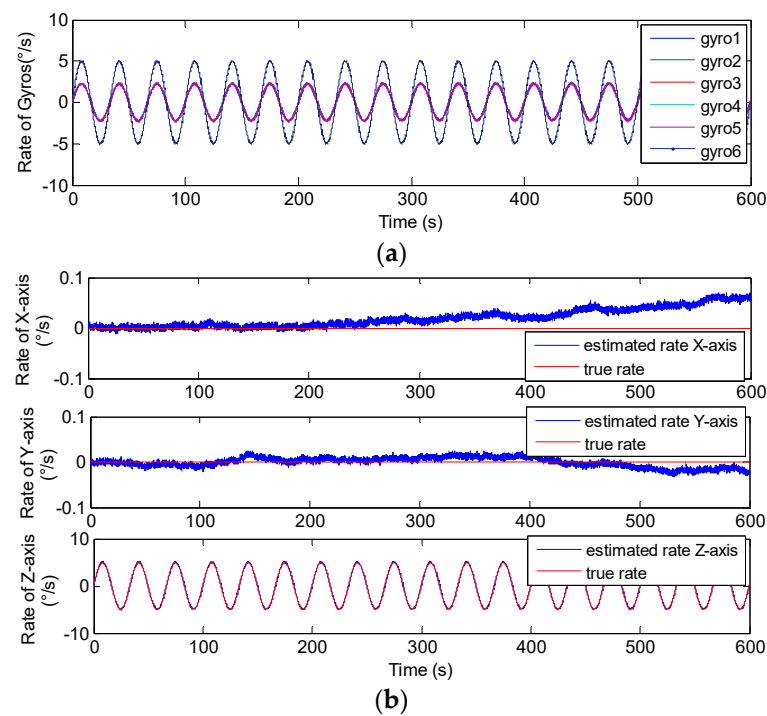 Rate of Gyros(°/s)
10
5
0
-5
-10
gyro1
gyro2
gyro3
gyro4
gyro5
gyro6
0
100
200
300
400
500
600
Time (s)
(a)
Rate of X-axis
(°/s)
0.1
0
-0.1
estimated rate X-axis
true rate
0
100
200
300
400
500
600
Rate of Y-axis
(°/s)
0.1
0
-0.1
estimated rate Y-axis
true rate
0
100
200
300
400
500
600
Rate of Z-axis
(°/s)
10
0
-10
estimated rate Z-axis
true rate
0
100
200
300
400
500
600
Time (s)
(b)